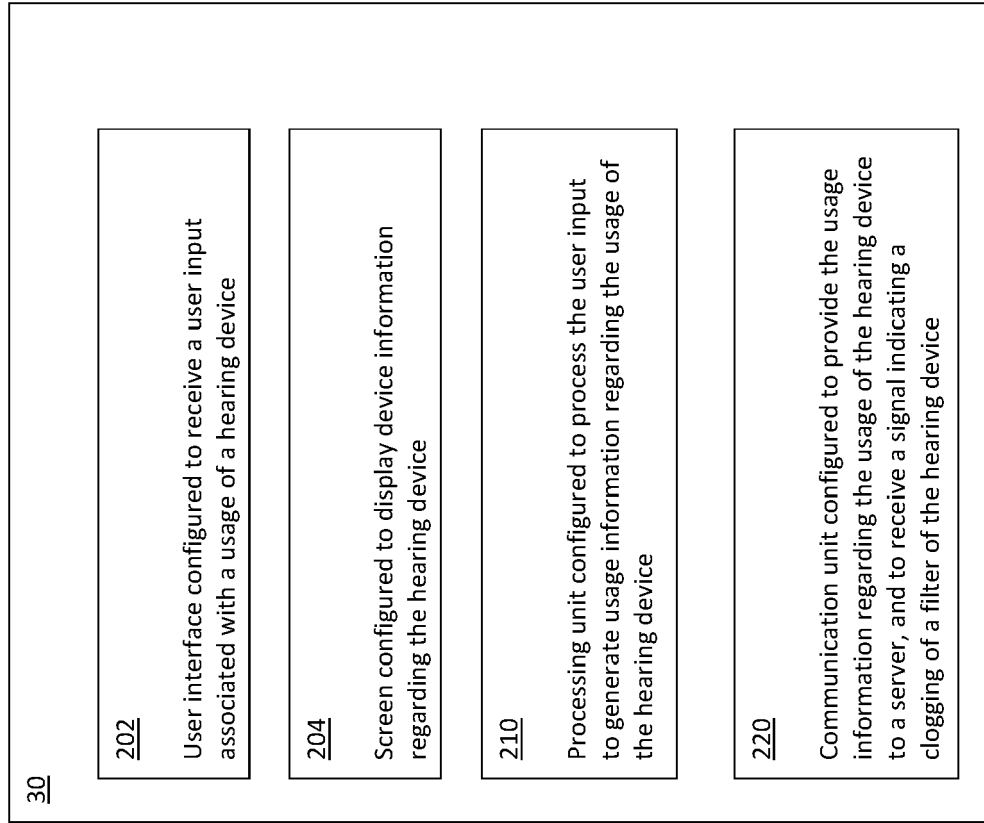 30
202
User interface configured to receive a user input
associated with a usage of a hearing device
204
Screen configured to display device information
regarding the hearing device
210
Processing unit configured to process the user input
to generate usage information regarding the usage of
the hearing device
220
Communication unit configured to provide the usage
information regarding the usage of the hearing device
to a server, and to receive a signal indicating a
clogging of a filter of the hearing device